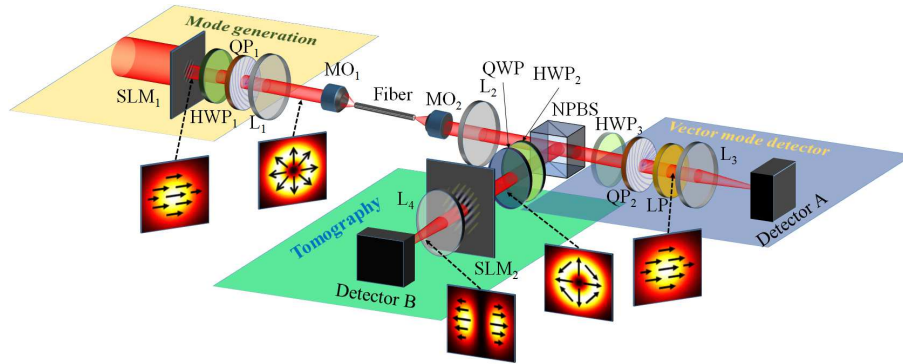 Mode generation
SLM1
HWP1
QP1
L1
MO1
Fiber
MO2
L2
QWP
HWP2
NPBS
HWP3
Vector mode detector
QP2
LP
L3
Detector A
Tomography
L4
SLM2
Detector B